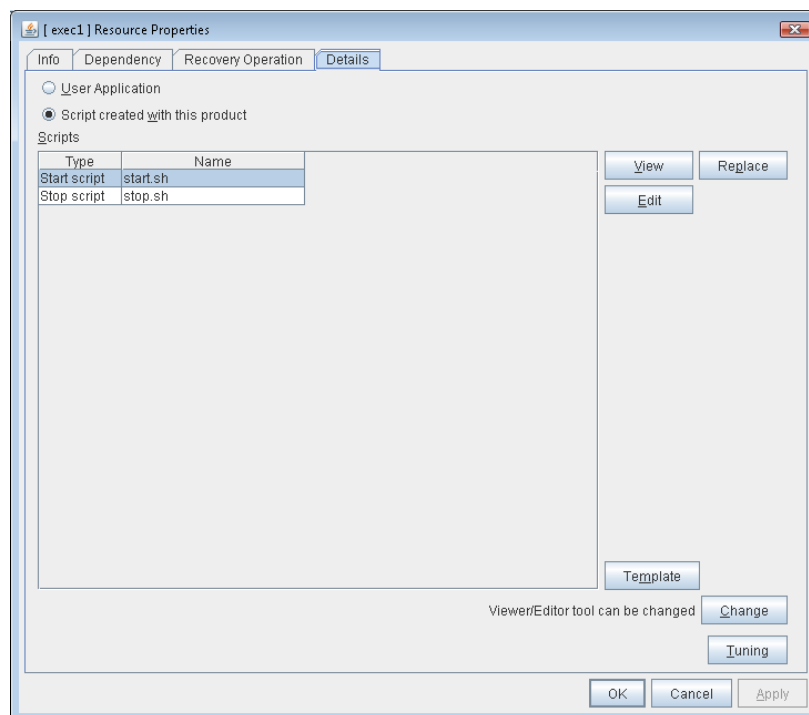 [ exec1 ] Resource Properties
Info Dependency Recovery Operation Details
User Application
Script created with this product
Scripts
Type Name
Start script start.sh
Stop script stop.sh
View Replace
Edit
Template
Viewer/Editor tool can be changed Change
Tuning
OK Cancel Apply